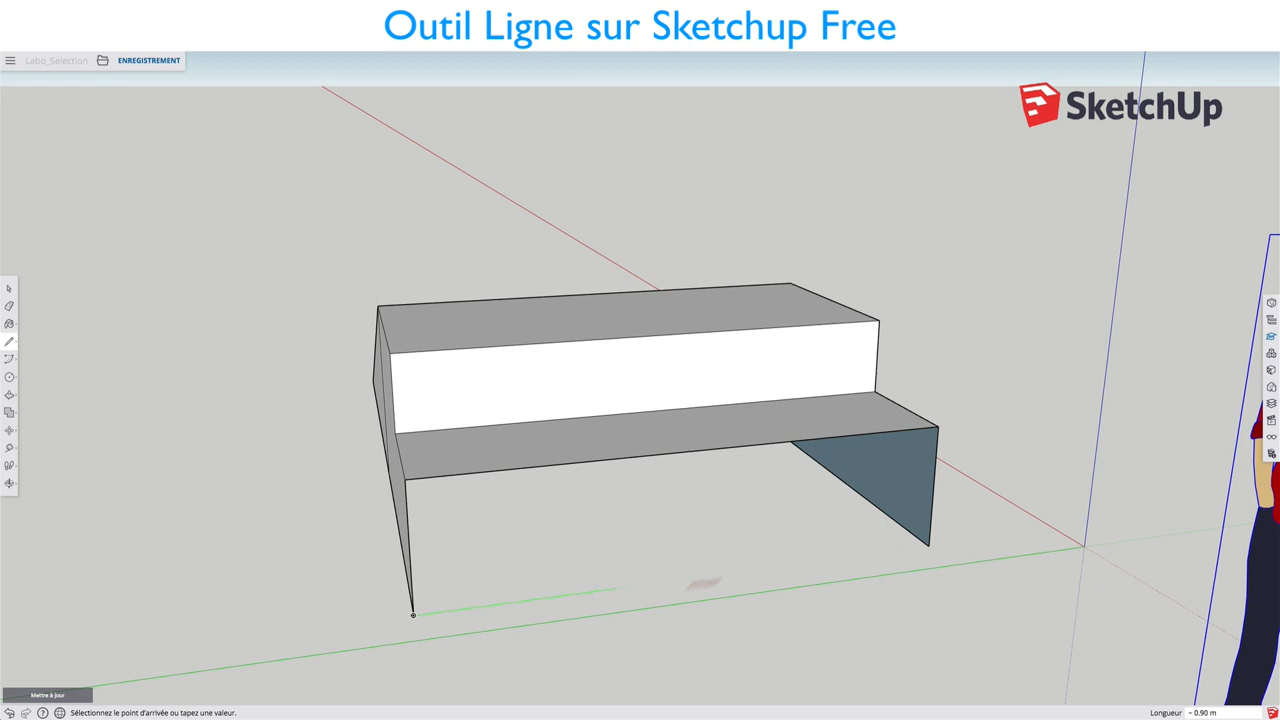 Outil Ligne sur Sketchup Free
Labo_Selection ENREGISTREMENT
SketchUp
Mettre à jour
Sélectionnez le point d'arrivée ou tapez une valeur.
Longueur ~ 0.90 m